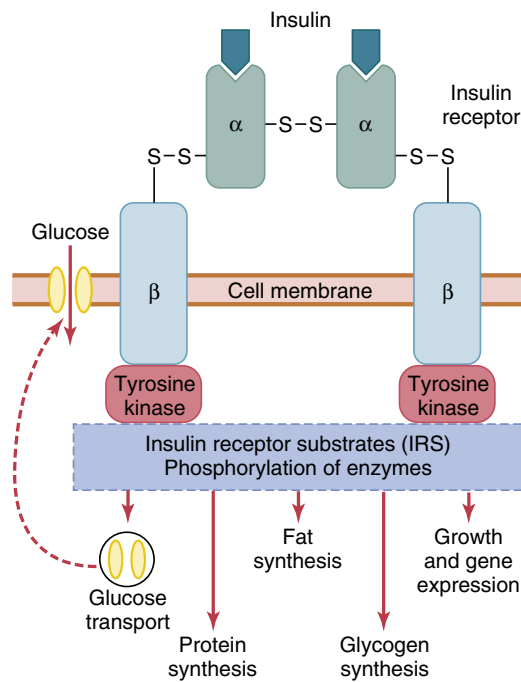 Insulin
α
α
Insulin
receptor
S–S
S–S
S–S
Glucose
β
Cell membrane
β
Tyrosine
kinase
Tyrosine
kinase
Insulin receptor substrates (IRS)
Phosphorylation of enzymes
Fat
synthesis
Growth
and gene
expression
Glucose
transport
Protein
synthesis
Glycogen
synthesis